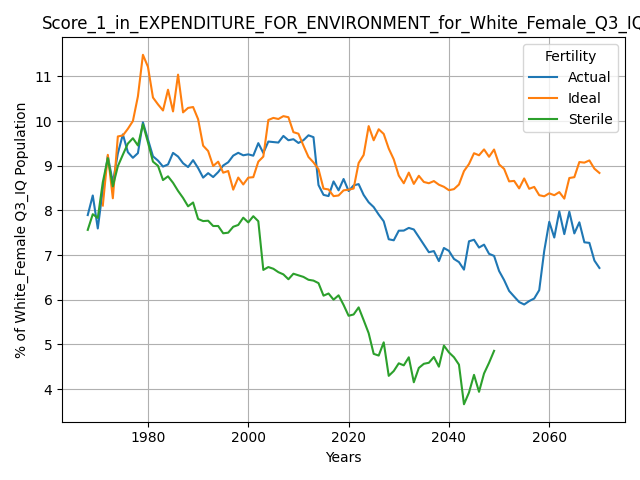 Score_1_in_EXPENDITURE_FOR_ENVIRONMENT_for_White_Female_Q3_IQ
Fertility
Actual
Ideal
Sterile
% of White_Female Q3_IQ Population
11
10
9
8
7
6
5
4
1980 2000 2020 2040 2060
Years